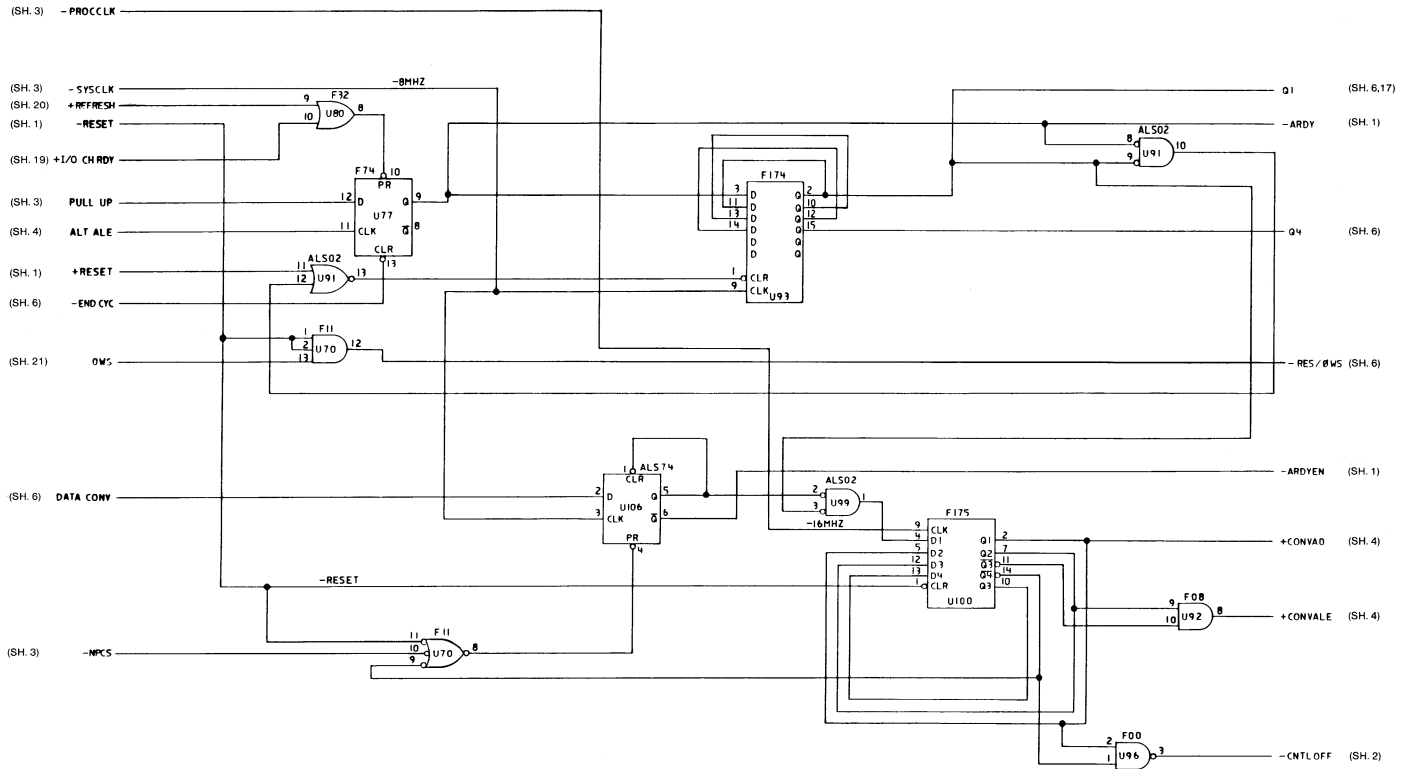 (SH. 3) -PROCCLK
(SH. 3) -SYSCLK
-8MHZ
(SH. 20) +REFRESH
(SH. 1) -RESET
(SH. 19) +I/O CHRDY
(SH. 3) PULL UP
(SH. 4) ALT ALE
(SH. 1) +RESET
(SH. 6) -END CYC
(SH. 21) OWS
(SH. 6) DATA CONV
-RESET
(SH. 3) -NPCS
F32
9
10
U80
8
F74
10
PR
12 D Q 9
U77
11 CLK Q 8
CLR
13
ALS02
11
12
U91
13
F11
1
2
13
U70
12
F174
3 D Q 2
11 D Q 10
13 D Q 12
14 D Q 15
D Q
D Q
1 CLR
9 CLK
U93
ALS02
8
9
U91
10
Q1 (SH. 6,17)
-ARDY (SH. 1)
Q4 (SH. 6)
-RES/ØWS (SH. 6)
-ARDYEN (SH. 1)
+CONVAO (SH. 4)
+CONVALE (SH. 4)
-CNTLOFF (SH. 2)
1 ALS74
CLR
2 D Q 5
U106
3 CLK Q 6
PR
4
ALS02
2
3
U99
1
-16MHZ
F175
9 CLK
4 D1 Q1 2
5 D2 Q2 7
12 D3 Q3 11
13 D4 Q4 14
1 CLR Q3 10
U100
F11
11
10
9
U70
8
F08
9
10
U92
8
F00
2
1
U96
3